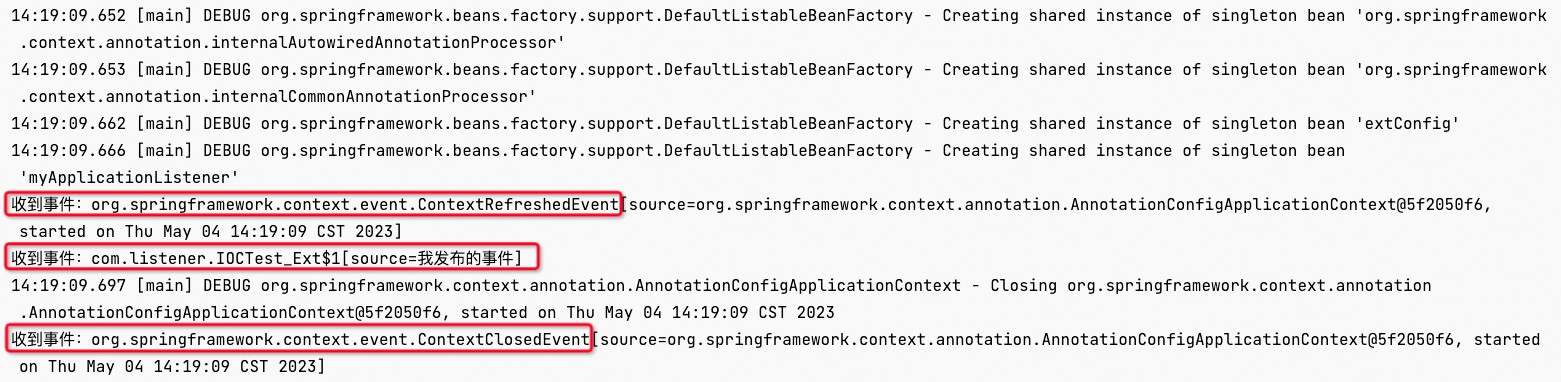 14:19:09.652 [main] DEBUG org.springframework.beans.factory.support.DefaultListableBeanFactory - Creating shared instance of singleton bean 'org.springframework
.context.annotation.internalAutowiredAnnotationProcessor'
14:19:09.653 [main] DEBUG org.springframework.beans.factory.support.DefaultListableBeanFactory - Creating shared instance of singleton bean 'org.springframework
.context.annotation.internalCommonAnnotationProcessor'
14:19:09.662 [main] DEBUG org.springframework.beans.factory.support.DefaultListableBeanFactory - Creating shared instance of singleton bean 'extConfig'
14:19:09.666 [main] DEBUG org.springframework.beans.factory.support.DefaultListableBeanFactory - Creating shared instance of singleton bean
'myApplicationListener'
收到事件：org.springframework.context.event.ContextRefreshedEvent[source=org.springframework.context.annotation.AnnotationConfigApplicationContext@5f2050f6,
started on Thu May 04 14:19:09 CST 2023]
收到事件：com.listener.IOCTest_Ext$1[source=我发布的事件]
14:19:09.697 [main] DEBUG org.springframework.context.annotation.AnnotationConfigApplicationContext - Closing org.springframework.context.annotation
.AnnotationConfigApplicationContext@5f2050f6, started on Thu May 04 14:19:09 CST 2023
收到事件：org.springframework.context.event.ContextClosedEvent[source=org.springframework.context.annotation.AnnotationConfigApplicationContext@5f2050f6, started
on Thu May 04 14:19:09 CST 2023]